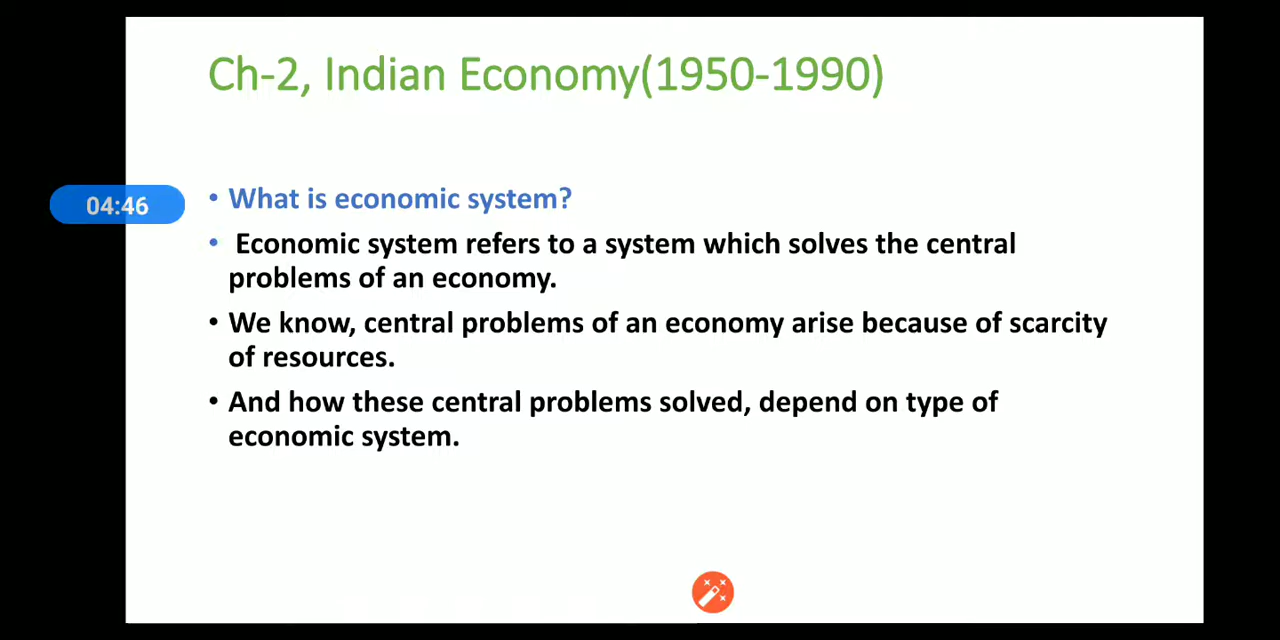 Ch-2, Indian Economy(1950-1990)
04:46
• What is economic system?
• Economic system refers to a system which solves the central
problems of an economy.
• We know, central problems of an economy arise because of scarcity
of resources.
• And how these central problems solved, depend on type of
economic system.